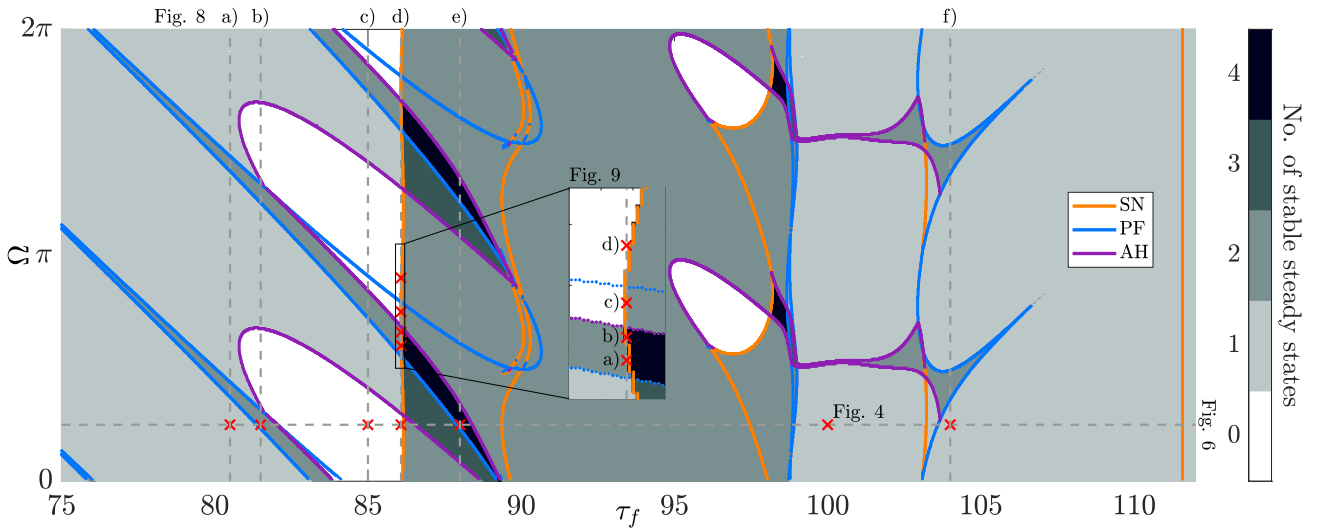 Fig. 8 a) b) c) d) e) f)
2π
π
0
Ω
Fig. 9
d)
c)
b)
a)
SN
PF
AH
Fig. 4
Fig. 6
75 80 85 90 95 100 105 110
τf
4
3
2
1
0
No. of stable steady states